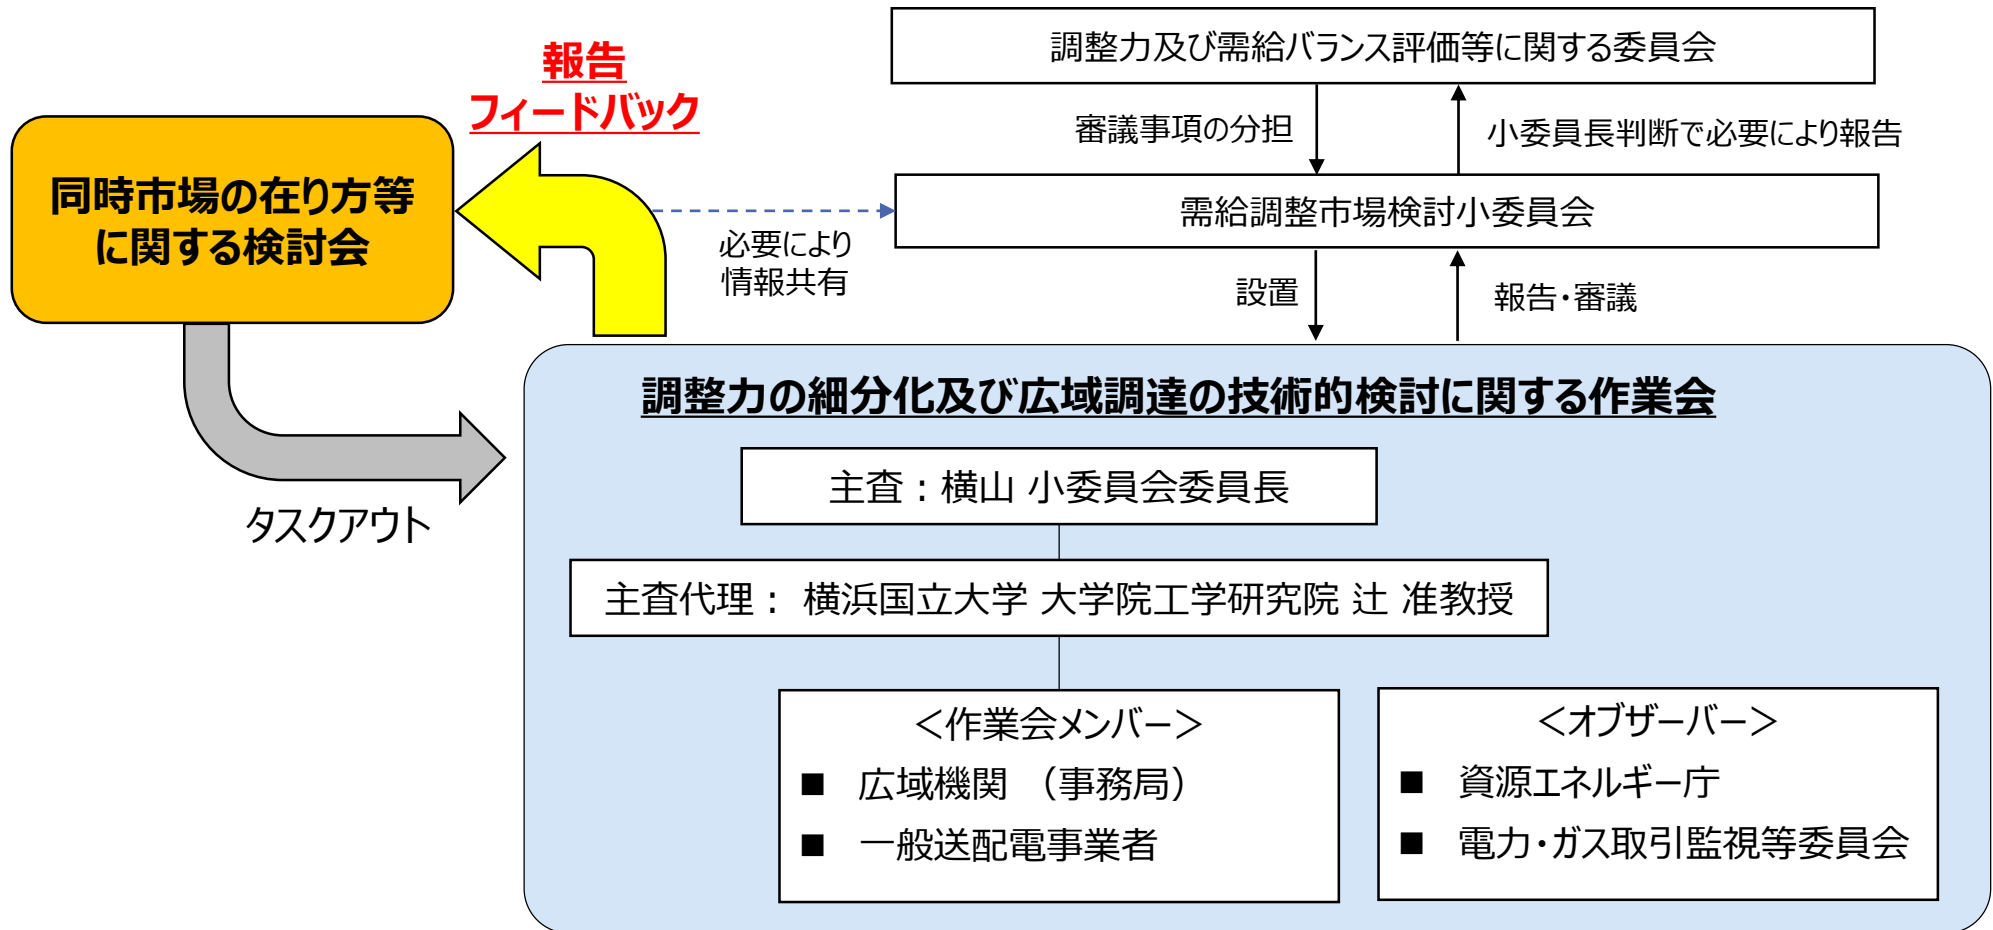 調整力及び需給バランス評価等に関する委員会
報告
フィードバック
審議事項の分担
小委員長判断で必要により報告
同時市場の在り方等
に関する検討会
需給調整市場検討小委員会
必要により
情報共有
設置
報告・審議
調整力の細分化及び広域調達の技術的検討に関する作業会
主査：横山 小委員会委員長
タスクアウト
主査代理： 横浜国立大学 大学院工学研究院 辻 准教授
＜作業会メンバー＞
■ 広域機関 （事務局）
■ 一般送配電事業者
＜オブザーバー＞
■ 資源エネルギー庁
■ 電力・ガス取引監視等委員会